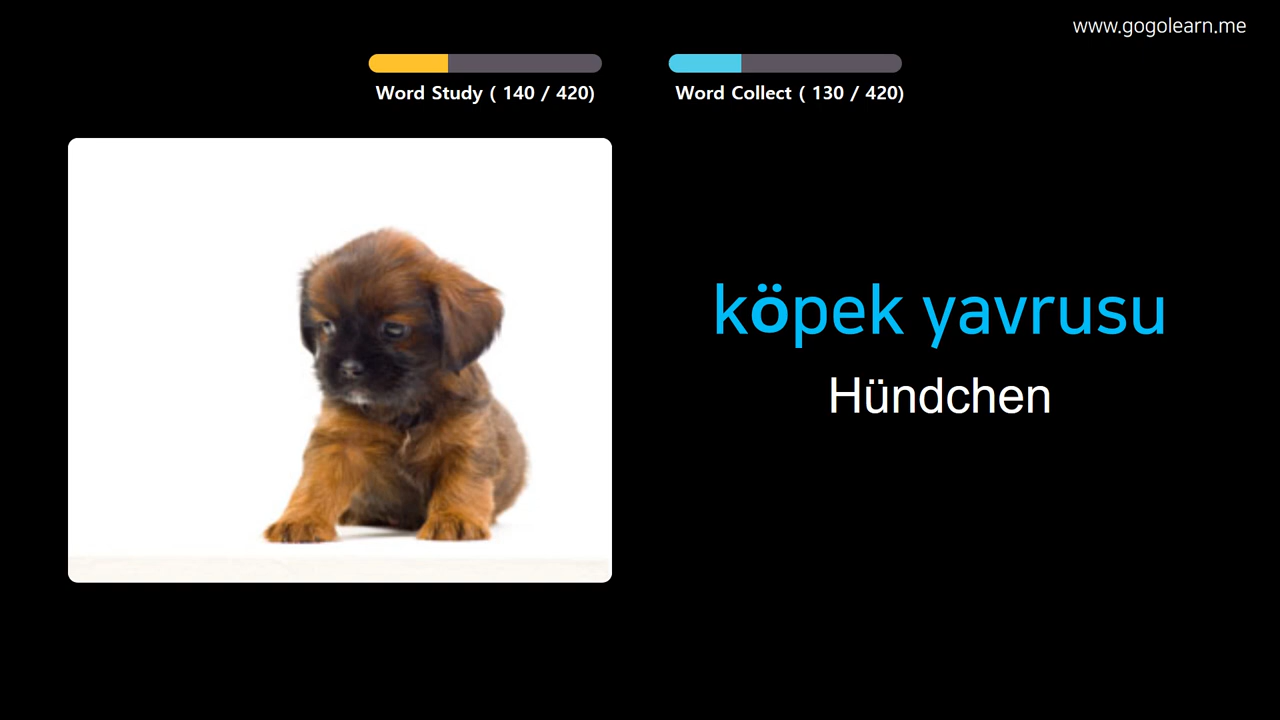 www.gogolearn.me
Word Study ( 140 / 420)
Word Collect ( 130 / 420)
köpek yavrusu
Hündchen